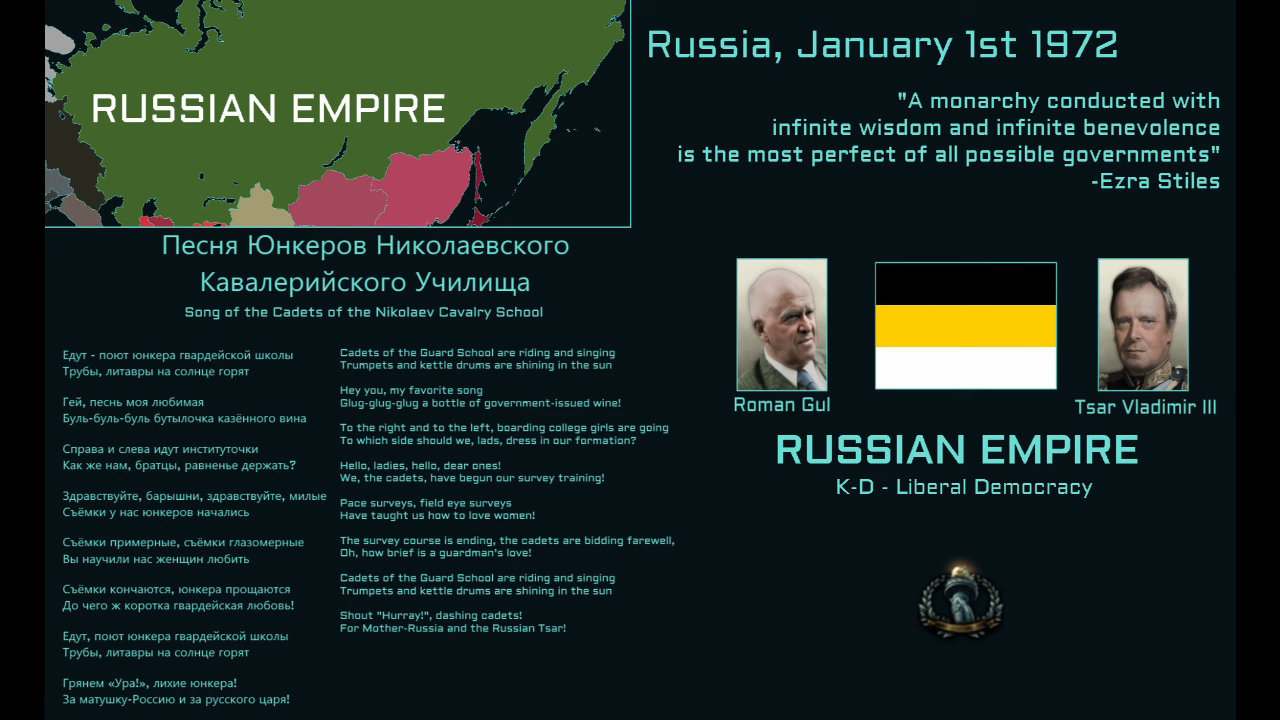 RUSSIAN EMPIRE
Russia, January 1st 1972
"A monarchy conducted with
infinite wisdom and infinite benevolence
is the most perfect of all possible governments"
-Ezra Stiles
Песня Юнкеров Николаевского
Кавалерийского Училища
Song of the Cadets of the Nikolaev Cavalry School
Едут - поют юнкера гвардейской школы
Трубы, литавры на солнце горят
Гей, песнь моя любимая
Буль-буль-буль бутылочка казённого вина
Справа и слева идут институточки
Как же нам, братцы, равненье держать?
Здравствуйте, барышни, здравствуйте, милые
Съёмки у нас юнкеров начались
Съёмки примерные, съёмки глазомерные
Вы научили нас женщин любить
Съёмки кончаются, юнкера прощаются
До чего ж коротка гвардейская любовь!
Едут, поют юнкера гвардейской школы
Трубы, литавры на солнце горят
Грянем «Ура!», лихие юнкера!
За матушку-Россию и за русского царя!
Cadets of the Guard School are riding and singing
Trumpets and kettle drums are shining in the sun
Hey you, my favorite song
Glug-glug-glug a bottle of government-issued wine!
To the right and to the left, boarding college girls are going
To which side should we, lads, dress in our formation?
Hello, ladies, hello, dear ones!
We, the cadets, have begun our survey training!
Pace surveys, field eye surveys
Have taught us how to love women!
The survey course is ending, the cadets are bidding farewell,
Oh, how brief is a guardman's love!
Cadets of the Guard School are riding and singing
Trumpets and kettle drums are shining in the sun
Shout "Hurray!", dashing cadets!
For Mother-Russia and the Russian Tsar!
Roman Gul
Tsar Vladimir III
RUSSIAN EMPIRE
K-D - Liberal Democracy